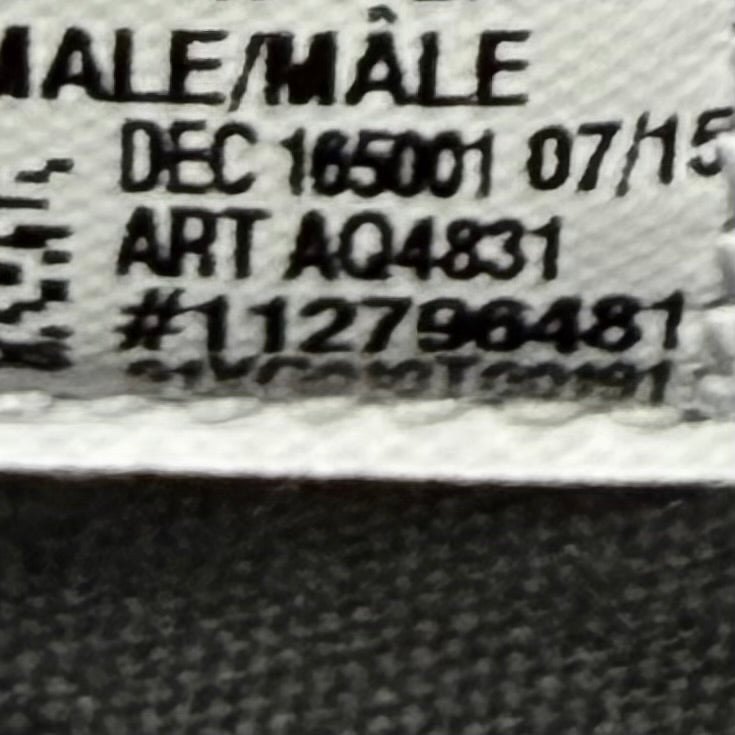 MALE/MÂLE
DEC 165001 07/15
ART AQ4831
#112796481